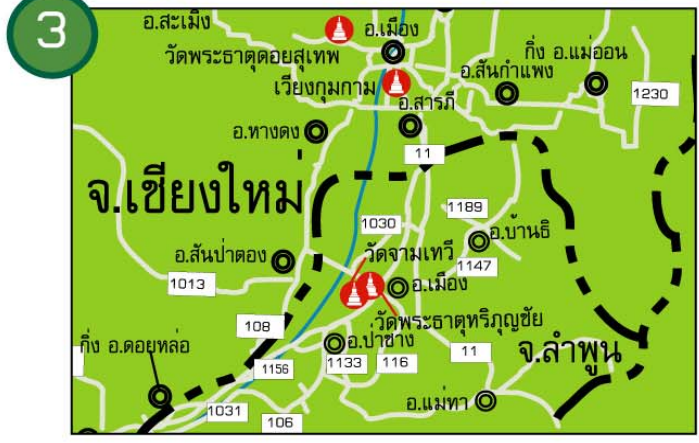 3
อ.สะเมิง
อ.เมือง
วัดพระธาตุดอยสุเทพ
กิ่ง อ.แม่ออน
อ.สันกำแพง
เวียงกุมกาม
1230
อ.สารภี
อ.หางดง
11
จ.เชียงใหม่
1189
1030
อ.บ้านธิ
วัดจามเทวี
อ.สันป่าตอง
1147
1013
อ.เมือง
วัดพระธาตุหริภุญชัย
108
อ.ป่าซาง
กิ่ง อ.ดอยหล่อ
11
จ.ลำพูน
1156
1133
116
อ.แม่ทา
1031
106